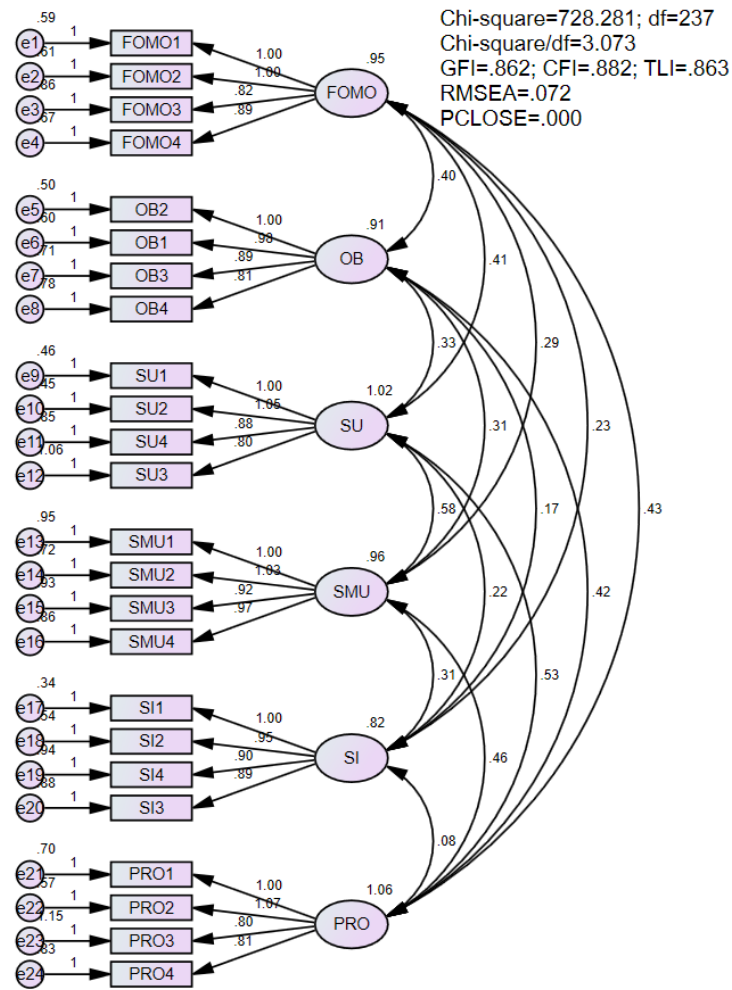 Chi-square=728.281; df=237
Chi-square/df=3.073
GFI=.862; CFI=.882; TLI=.863
RMSEA=.072
PCLOSE=.000
.59
e1 1 FOMO1 1.00
.61
e2 1 FOMO2 1.00
.86
e3 1 FOMO3 .82
.67
e4 1 FOMO4 .89
.95
FOMO
.40
.50
e5 1 OB2 1.00
.60
e6 1 OB1 .98
.71
e7 1 OB3 .89
.78
e8 1 OB4 .81
.91
OB
.41
.33
.29
.46
e9 1 SU1 1.00
.45
e10 1 SU2 1.05
.85
e11 1 SU4 .88
1.06
e12 1 SU3 .80
1.02
SU
.31
.23
.58
.17
.43
.95
e13 1 SMU1 1.00
.72
e14 1 SMU2 1.03
.93
e15 1 SMU3 .92
.86
e16 1 SMU4 .97
.96
SMU
.22
.42
.31
.53
.34
e17 1 SI1 1.00
.54
e18 1 SI2 .95
.94
e19 1 SI4 .90
.88
e20 1 SI3 .89
.82
SI
.46
.08
.70
e21 1 PRO1 1.00
.57
e22 1 PRO2 1.07
1.15
e23 1 PRO3 .80
.83
e24 1 PRO4 .81
1.06
PRO